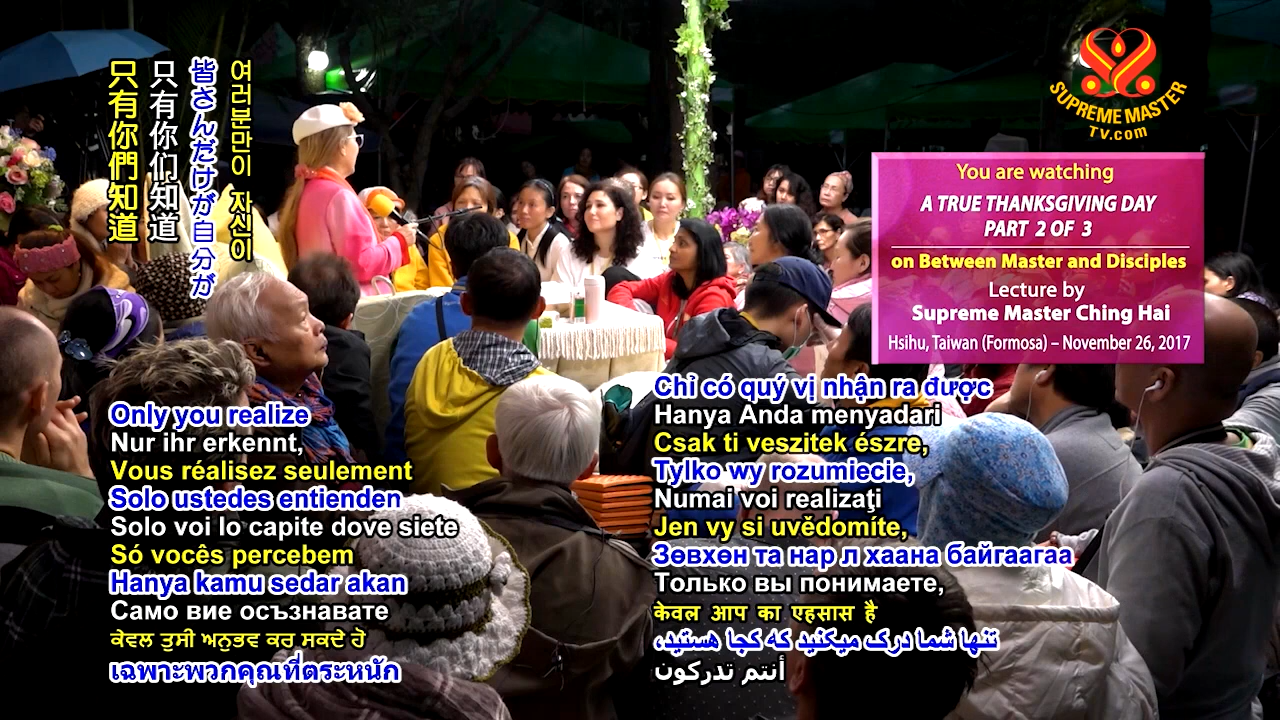 여러분만이 자신이
皆さんだけが自分が
只有你们知道
只有你們知道
SUPREME MASTER
TV.com
You are watching
A TRUE THANKSGIVING DAY
PART 2 OF 3
on Between Master and Disciples
Lecture by
Supreme Master Ching Hai
Hsihu, Taiwan (Formosa) – November 26, 2017
Only you realize
Nur ihr erkennt,
Vous réalisez seulement
Solo ustedes entienden
Solo voi lo capite dove siete
Só vocês percebem
Hanya kamu sedar akan
Само вие осъзнавате
ਕੇਵਲ ਤੁਸੀ ਅਨੁਭਵ ਕਰ ਸਕਦੇ ਹੋ
เฉพาะพวกคุณที่ตระหนัก
Chỉ có quý vị nhận ra được
Hanya Anda menyadari
Csak ti veszitek észre,
Tylko wy rozumiecie,
Numai voi realizaţi
Jen vy si uvědomíte,
Зөвхөн та нар л хаана байгаагаа
Только вы понимаете,
केवल आप का एहसास है
تنها شما درک میکنید که کجا هستید،
أنتم تدركون